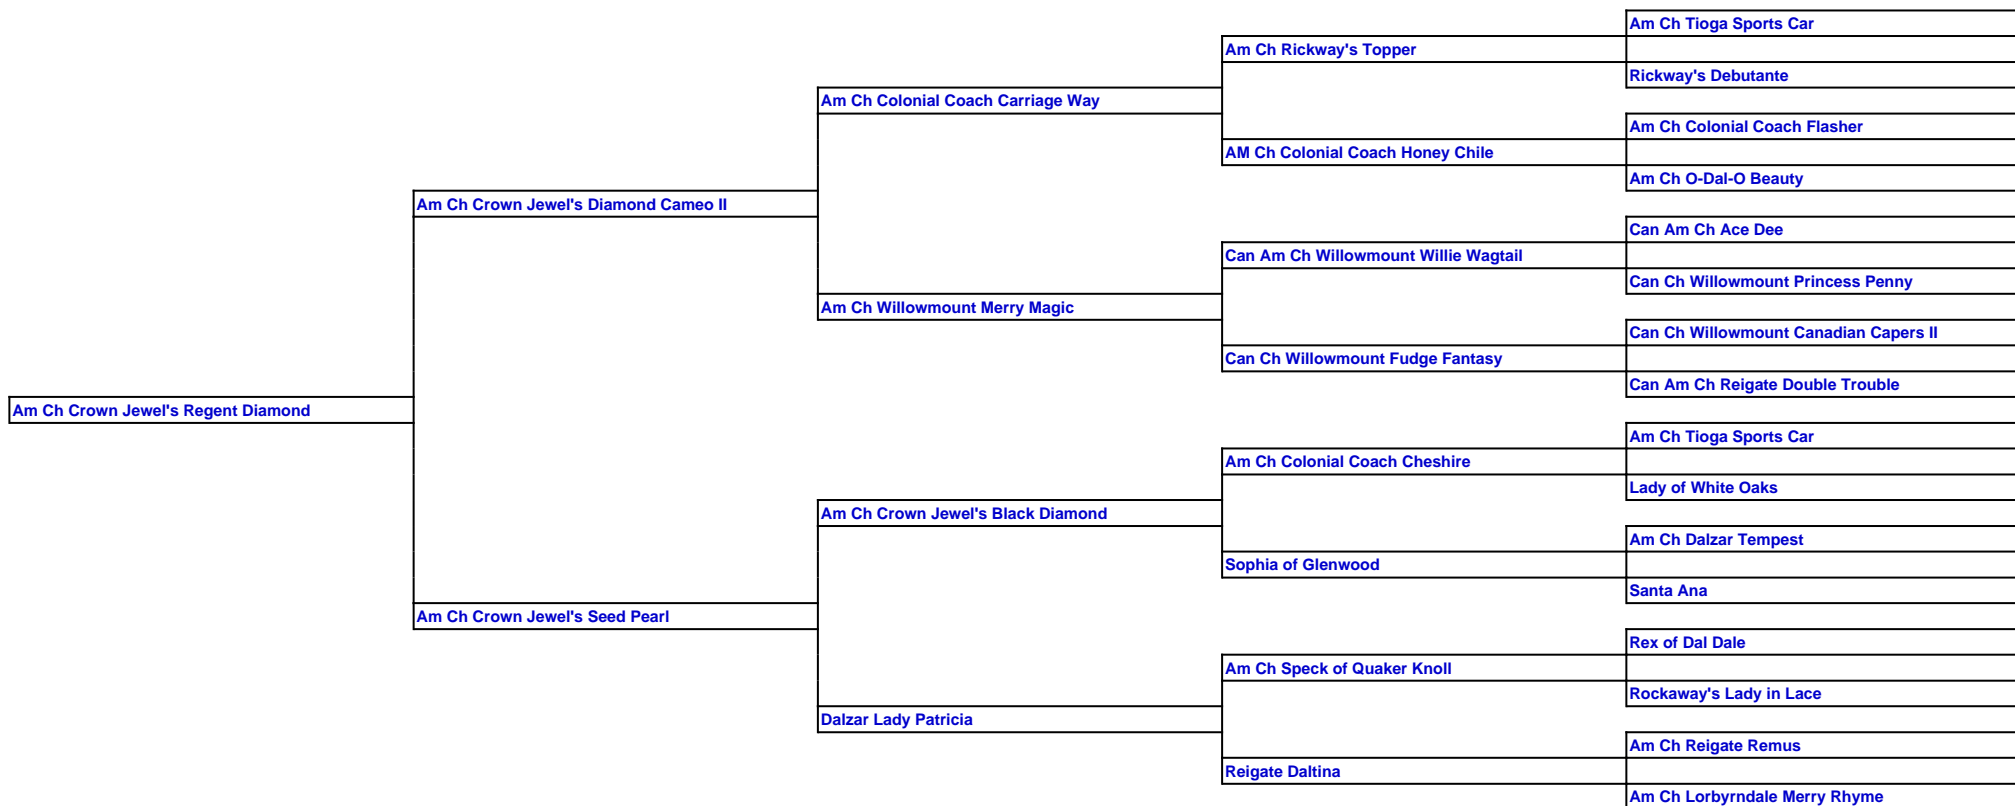 Am Ch Tioga Sports Car
Am Ch Rickway's Topper
Rickway's Debutante
Am Ch Colonial Coach Carriage Way
Am Ch Colonial Coach Flasher
AM Ch Colonial Coach Honey Chile
Am Ch O-Dal-O Beauty
Am Ch Crown Jewel's Diamond Cameo II
Can Am Ch Ace Dee
Can Am Ch Willowmount Willie Wagtail
Can Ch Willowmount Princess Penny
Am Ch Willowmount Merry Magic
Can Ch Willowmount Canadian Capers II
Can Ch Willowmount Fudge Fantasy
Can Am Ch Reigate Double Trouble
Am Ch Crown Jewel's Regent Diamond
Am Ch Tioga Sports Car
Am Ch Colonial Coach Cheshire
Lady of White Oaks
Am Ch Crown Jewel's Black Diamond
Am Ch Dalzar Tempest
Sophia of Glenwood
Santa Ana
Am Ch Crown Jewel's Seed Pearl
Rex of Dal Dale
Am Ch Speck of Quaker Knoll
Rockaway's Lady in Lace
Dalzar Lady Patricia
Am Ch Reigate Remus
Reigate Daltina
Am Ch Lorbyrndale Merry Rhyme